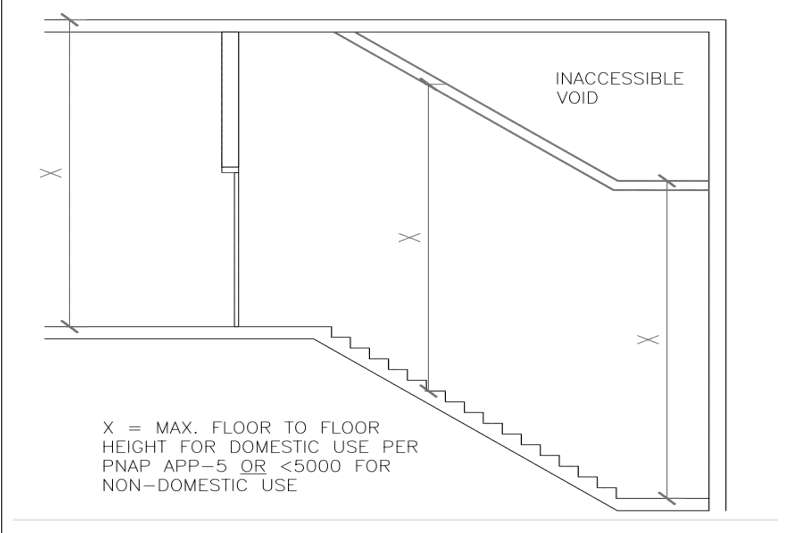 INACCESSIBLE
VOID
X
X
X
X = MAX. FLOOR TO FLOOR
HEIGHT FOR DOMESTIC USE PER
PNAP APP-5 OR <5000 FOR
NON-DOMESTIC USE